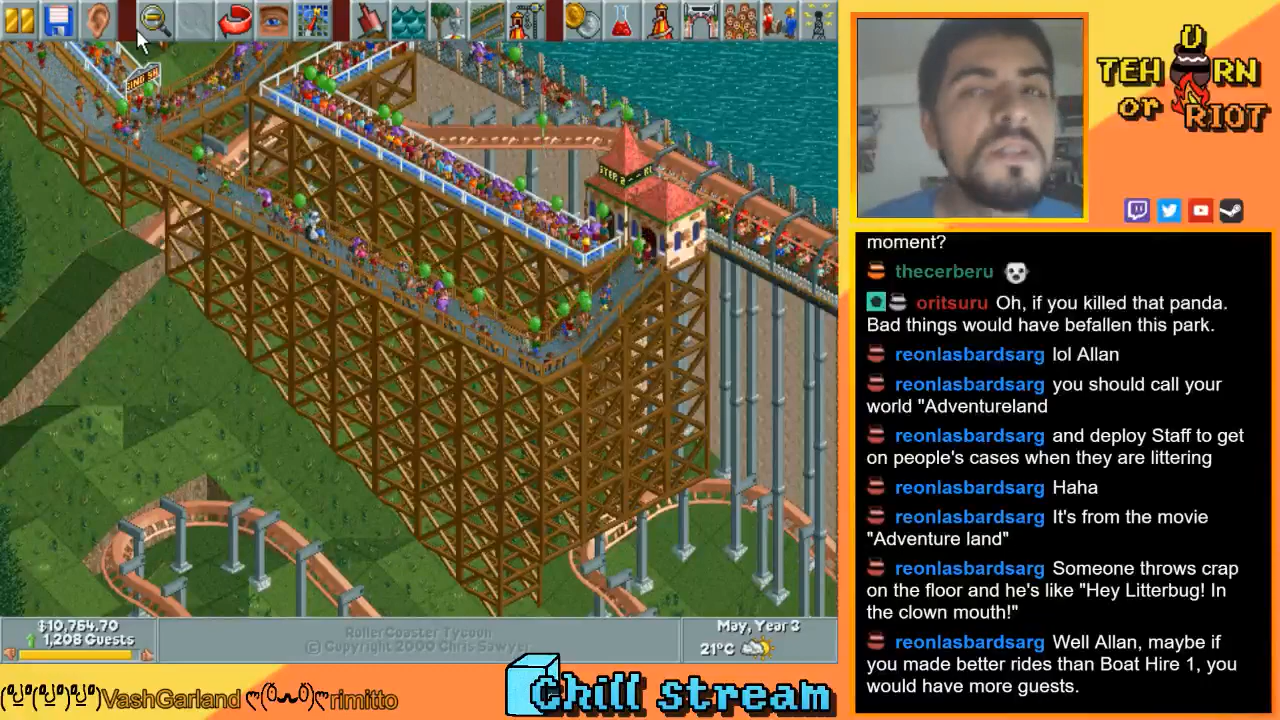 U
TEH RN
or RIOT
moment?
thecerberu
oritsuru Oh, if you killed that panda.
Bad things would have befallen this park.
reonlasbardsarg lol Allan
reonlasbardsarg you should call your
world "Adventureland
reonlasbardsarg and deploy Staff to get
on people's cases when they are littering
reonlasbardsarg Haha
reonlasbardsarg It's from the movie
"Adventure land"
reonlasbardsarg Someone throws crap
on the floor and he's like "Hey Litterbug! In
the clown mouth!"
reonlasbardsarg Well Allan, maybe if
you made better rides than Boat Hire 1, you
would have more guests.
$10,764.70
1,208 Guests
RollerCoaster Tycoon
© Copyright 2000 Chris Sawyer
May, Year 3
21°C
VashGarland
rimitto
Chill stream